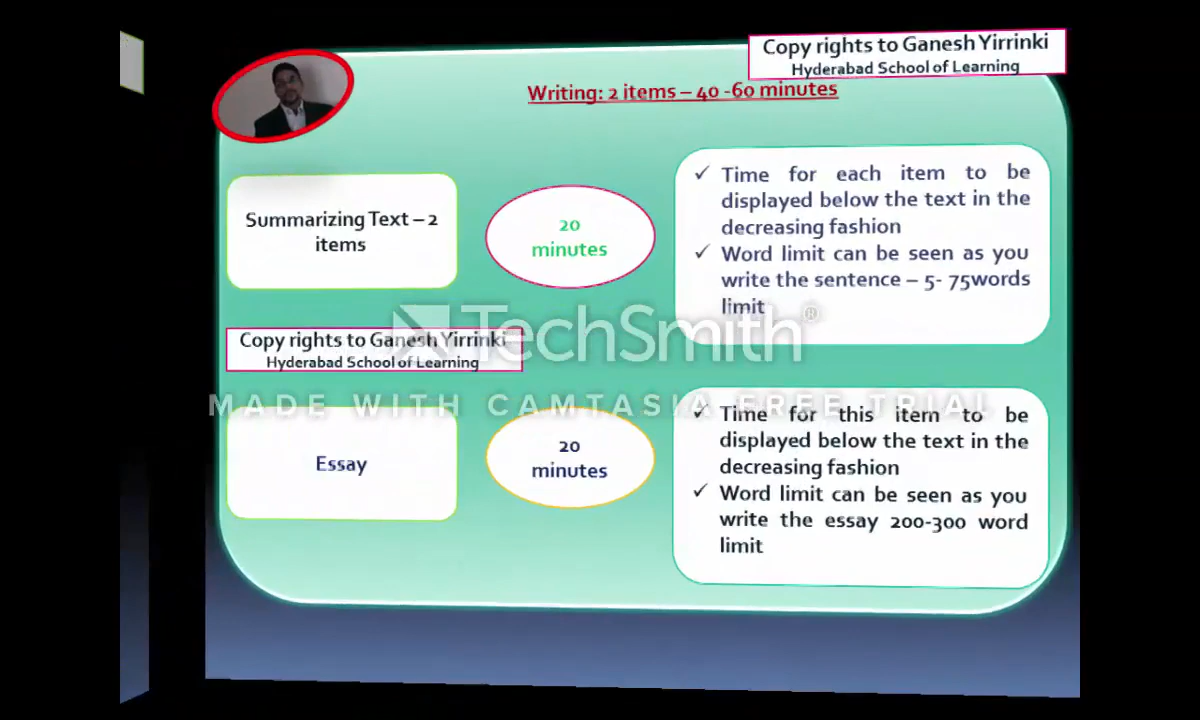 Copy rights to Ganesh Yirrinki
Hyderabad School of Learning
Writing: 2 items – 40 -60 minutes
Summarizing Text – 2
items
20
minutes
✓ Time for each item to be
displayed below the text in the
decreasing fashion
✓ Word limit can be seen as you
write the sentence – 5- 75words
limit
TechSmith®
Copy rights to Ganesh Yirrinki
Hyderabad School of Learning
MADE WITH CAMTASIA FREE TRIAL
Essay
20
minutes
✓ Time for this item to be
displayed below the text in the
decreasing fashion
✓ Word limit can be seen as you
write the essay 200-300 word
limit